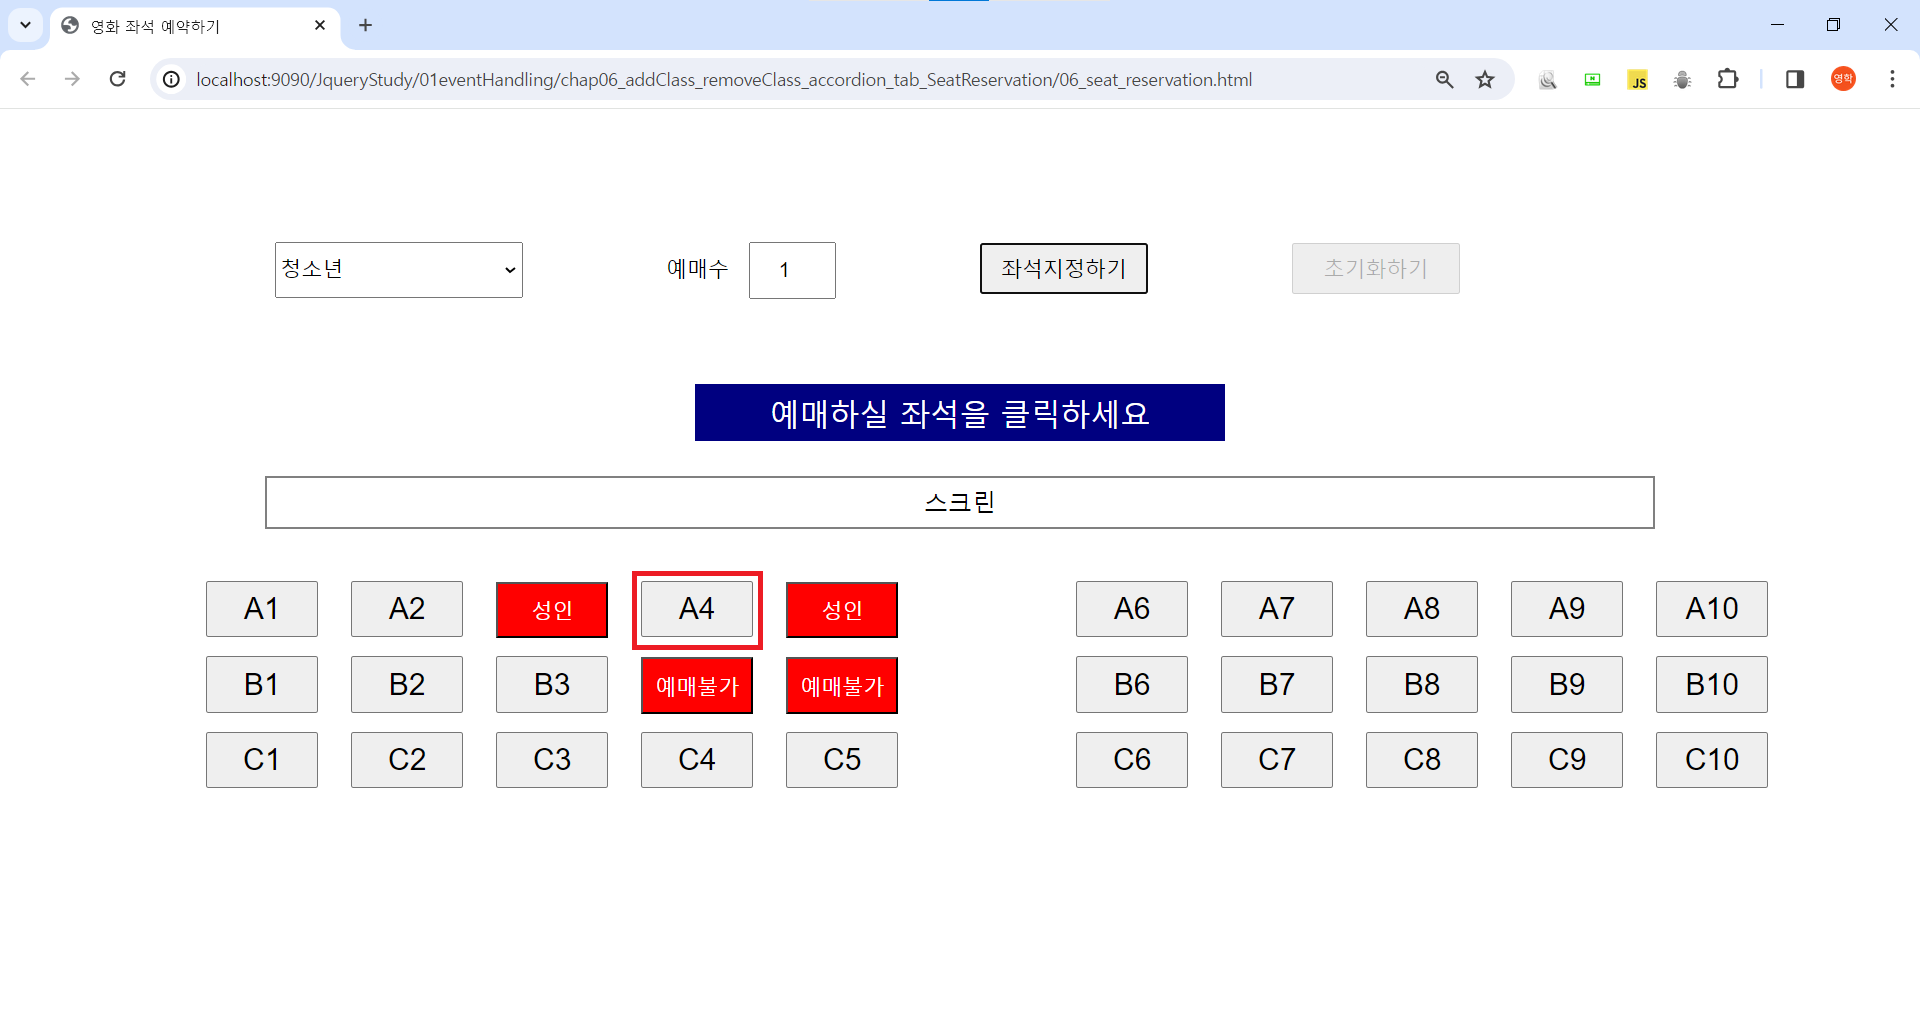 영화 좌석 예약하기
localhost:9090/JqueryStudy/01eventHandling/chap06_addClass_removeClass_accordion_tab_SeatReservation/06_seat_reservation.html
JS
영학
청소년 예매수 1 좌석지정하기 초기화하기
예매하실 좌석을 클릭하세요
스크린
A1 A2 성인 A4 성인 A6 A7 A8 A9 A10
B1 B2 B3 예매불가 예매불가 B6 B7 B8 B9 B10
C1 C2 C3 C4 C5 C6 C7 C8 C9 C10